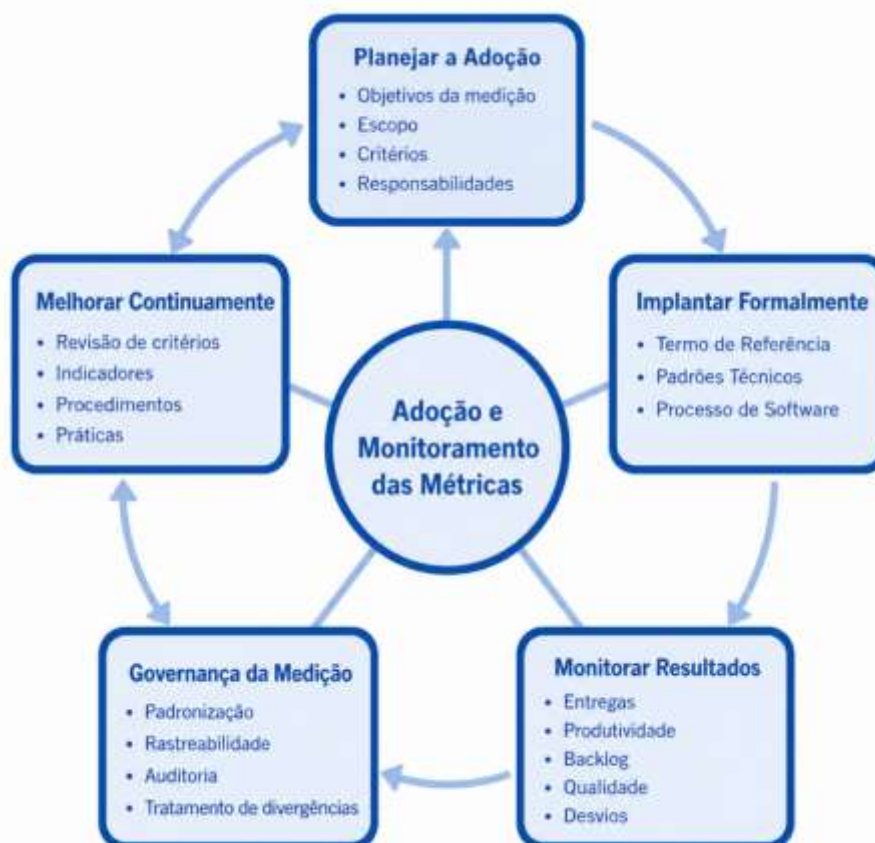 Planejar a Adoção
• Objetivos da medição
• Escopo
• Critérios
• Responsabilidades
Melhorar Continuamente
• Revisão de critérios
• Indicadores
• Procedimentos
• Práticas
Implantar Formalmente
• Termo de Referência
• Padrões Técnicos
• Processo de Software
Adoção e
Monitoramento
das Métricas
Governança da Medição
• Padronização
• Rastreabilidade
• Auditoria
• Tratamento de divergências
Monitorar Resultados
• Entregas
• Produtividade
• Backlog
• Qualidade
• Desvios